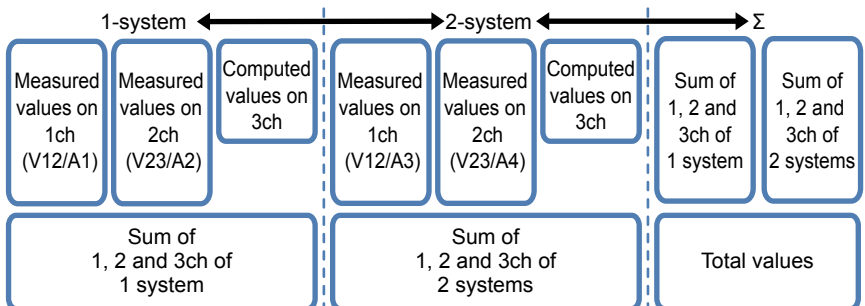 1-system
2-system
Σ
Measured
values on
1ch
(V12/A1)
Measured
values on
2ch
(V23/A2)
Computed
values on
3ch
Measured
values on
1ch
(V12/A3)
Measured
values on
2ch
(V23/A4)
Computed
values on
3ch
Sum of
1, 2 and
3ch of
1 system
Sum of
1, 2 and
3ch of
2 systems
Sum of
1, 2 and 3ch of
1 system
Sum of
1, 2 and 3ch of
2 systems
Total values